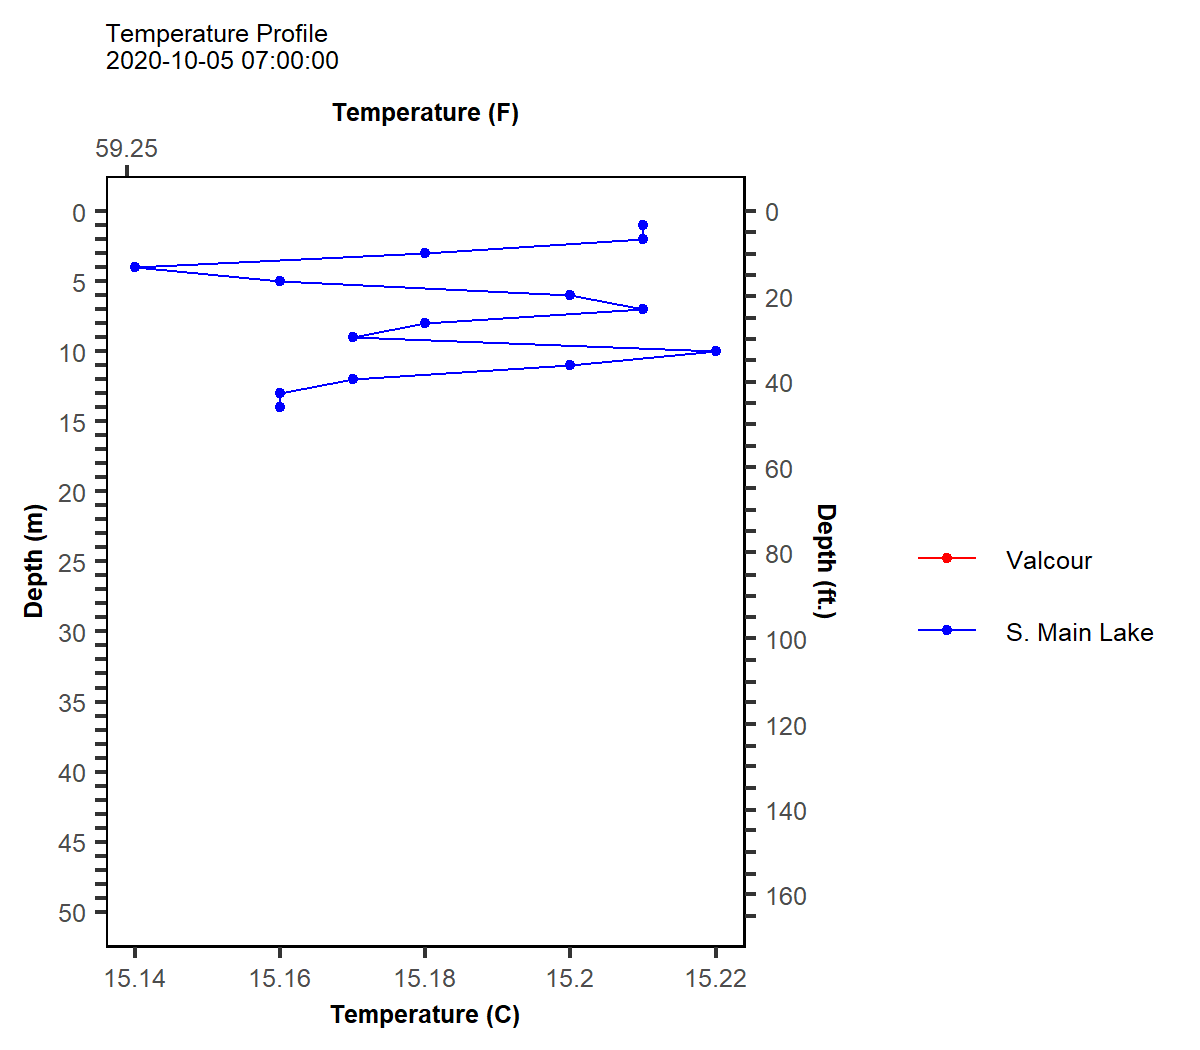 Temperature Profile
2020-10-05 07:00:00
Temperature (F)
59.25
0
5
10
15
20
25
30
35
40
45
50
Depth (m)
0
20
40
60
80
100
120
140
160
Depth (ft.)
15.14 15.16 15.18 15.2 15.22
Temperature (C)
Valcour
S. Main Lake